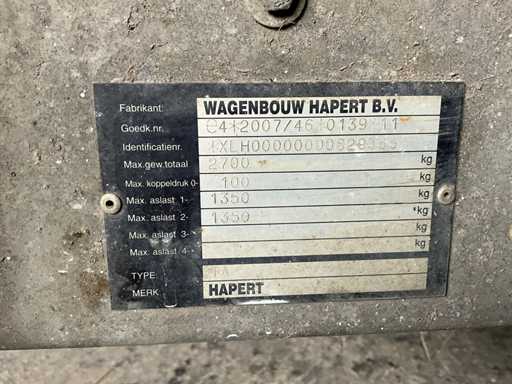 Fabrikant: WAGENBOUW HAPERT B.V.
Goedk.nr.
Identificatienr.
Max.gew.totaal 2700 kg
Max. koppeldruk 0- 100 kg
Max. aslast 1- 1350 kg
Max. aslast 2- 1350 kg
Max. aslast 3- kg
Max. aslast 4- kg
TYPE
MERK HAPERT